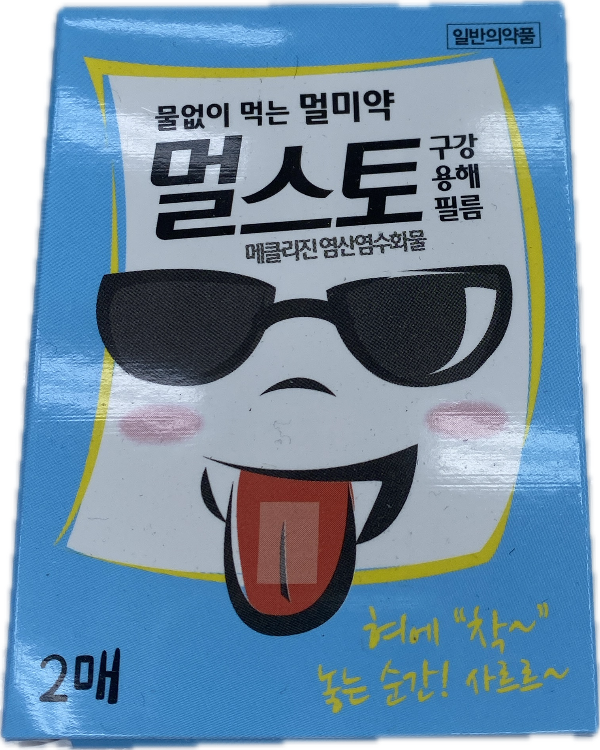 일반의약품
물없이 먹는 멀미약
멀스토
구강
용해
필름
메클리진염산염수화물
혀에 "착~"
놓는 순간! 사르르~
2매